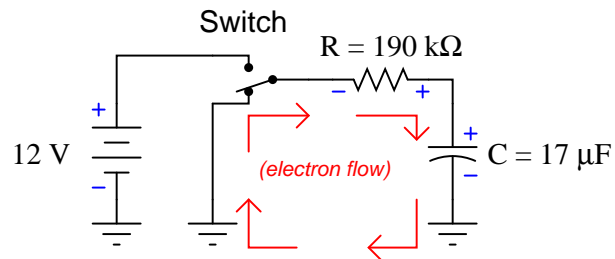 Switch
R = 190 kΩ
− +
+
12 V
−
(electron flow)
+
−
C = 17 μF